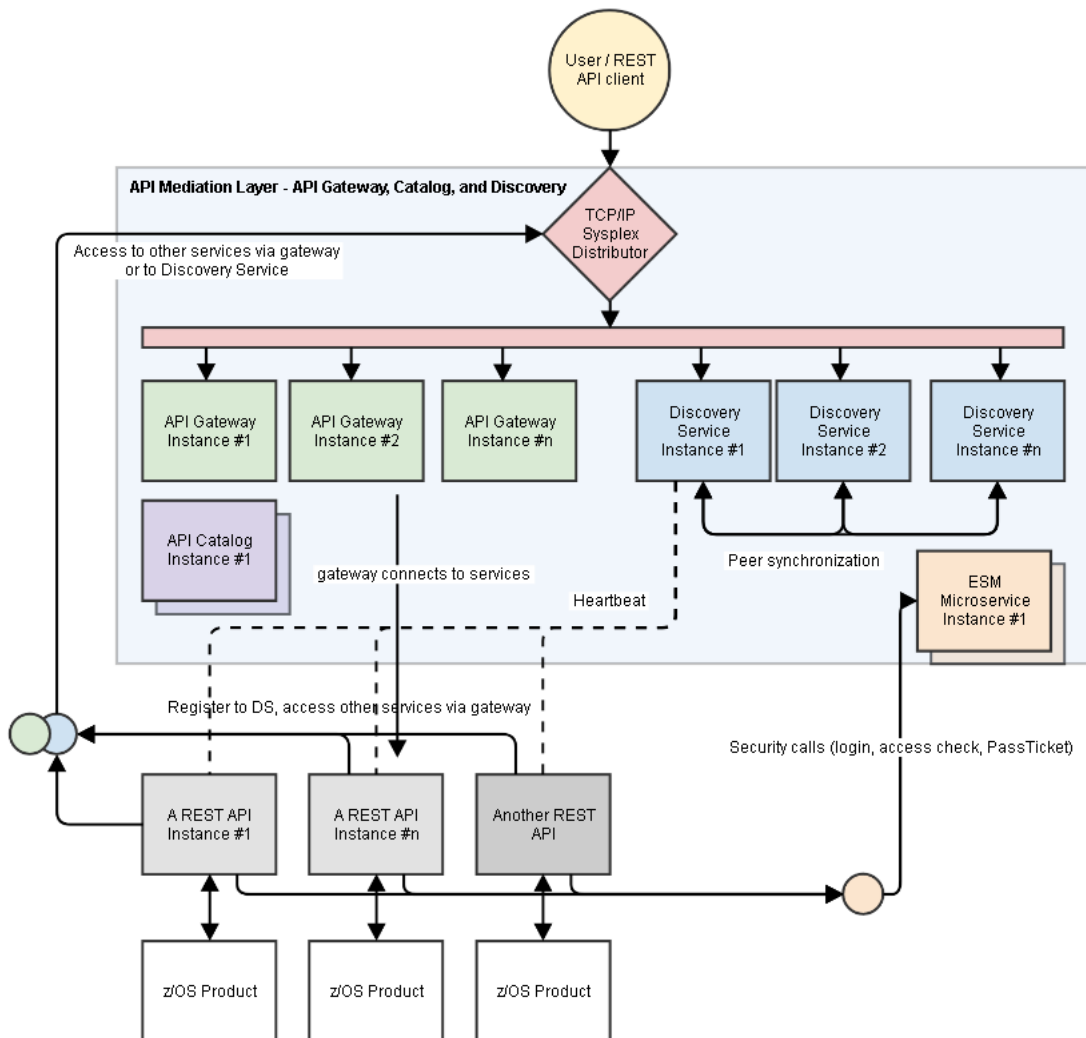 User / REST
API client
API Mediation Layer - API Gateway, Catalog, and Discovery
TCP/IP
Sysplex
Distributor
Access to other services via gateway
or to Discovery Service
API Gateway
Instance #1
API Gateway
Instance #2
API Gateway
Instance #n
Discovery
Service
Instance #1
Discovery
Service
Instance #2
Discovery
Service
Instance #n
API Catalog
Instance #1
gateway connects to services
Peer synchronization
Heartbeat
ESM
Microservice
Instance #1
Register to DS, access other services via gateway
Security calls (login, access check, PassTicket)
A REST API
Instance #1
A REST API
Instance #n
Another REST
API
z/OS Product
z/OS Product
z/OS Product